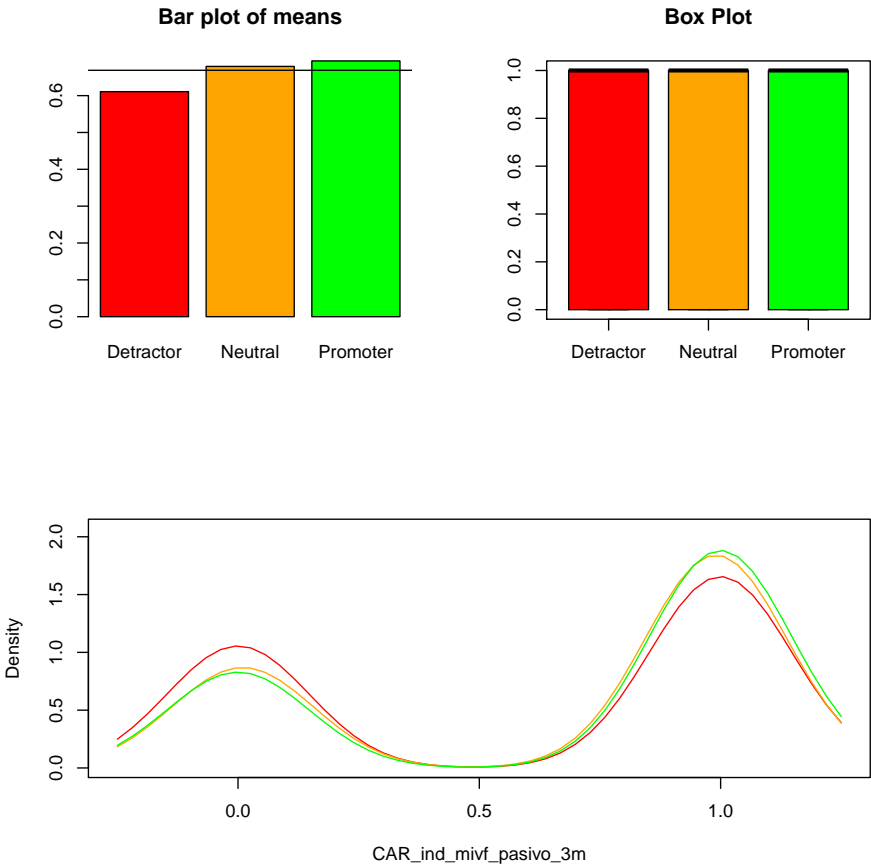 Bar plot of means
0.0
0.2
0.4
0.6
Detractor Neutral Promoter
Box Plot
0.0
0.2
0.4
0.6
0.8
1.0
Detractor Neutral Promoter
Density
0.0
0.5
1.0
1.5
2.0
0.0 0.5 1.0
CAR_ind_mivf_pasivo_3m